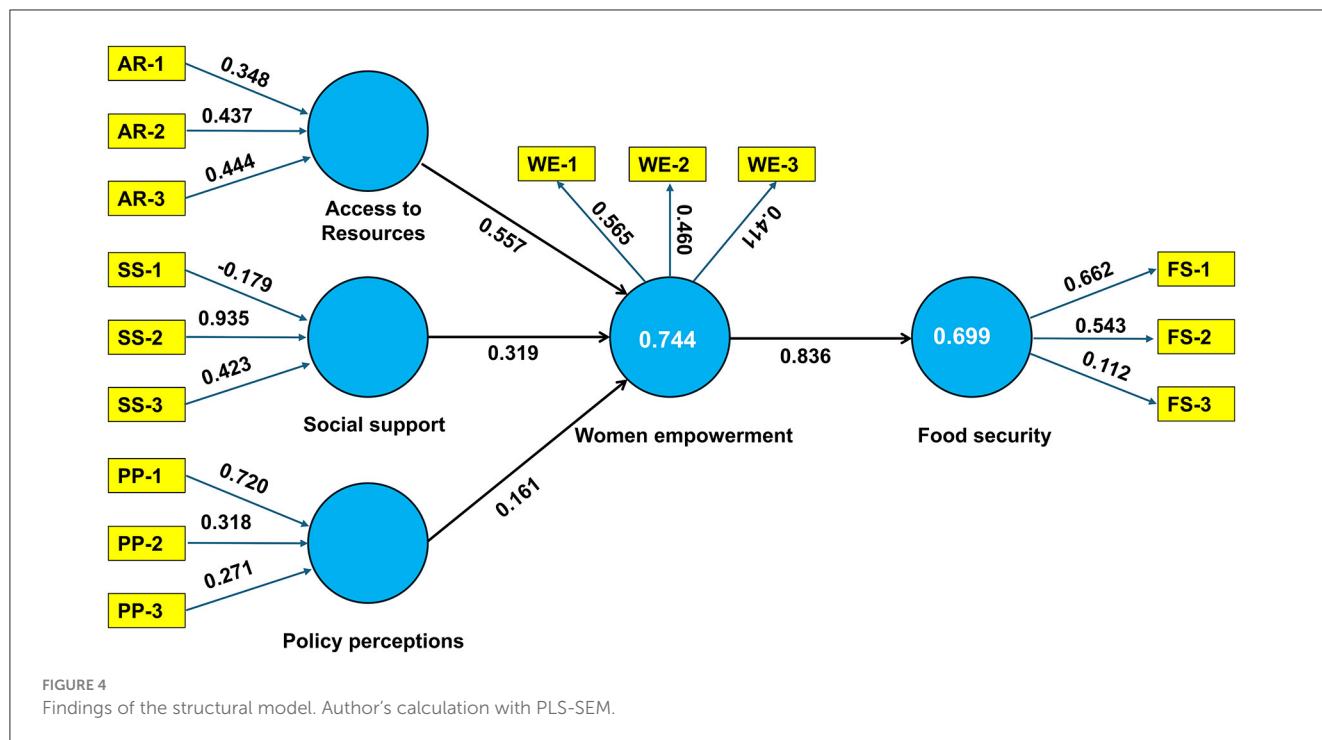 AR-1
0.348
AR-2
0.437
AR-3
0.444
Access to
Resources
0.557
SS-1
-0.179
SS-2
0.935
SS-3
0.423
Social support
0.319
PP-1
0.720
PP-2
0.318
PP-3
0.271
Policy perceptions
0.161
WE-1
WE-2
WE-3
0.565
0.460
0.411
0.744
Women empowerment
0.836
0.699
Food security
0.662
FS-1
0.543
FS-2
0.112
FS-3
FIGURE 4
Findings of the structural model. Author's calculation with PLS-SEM.